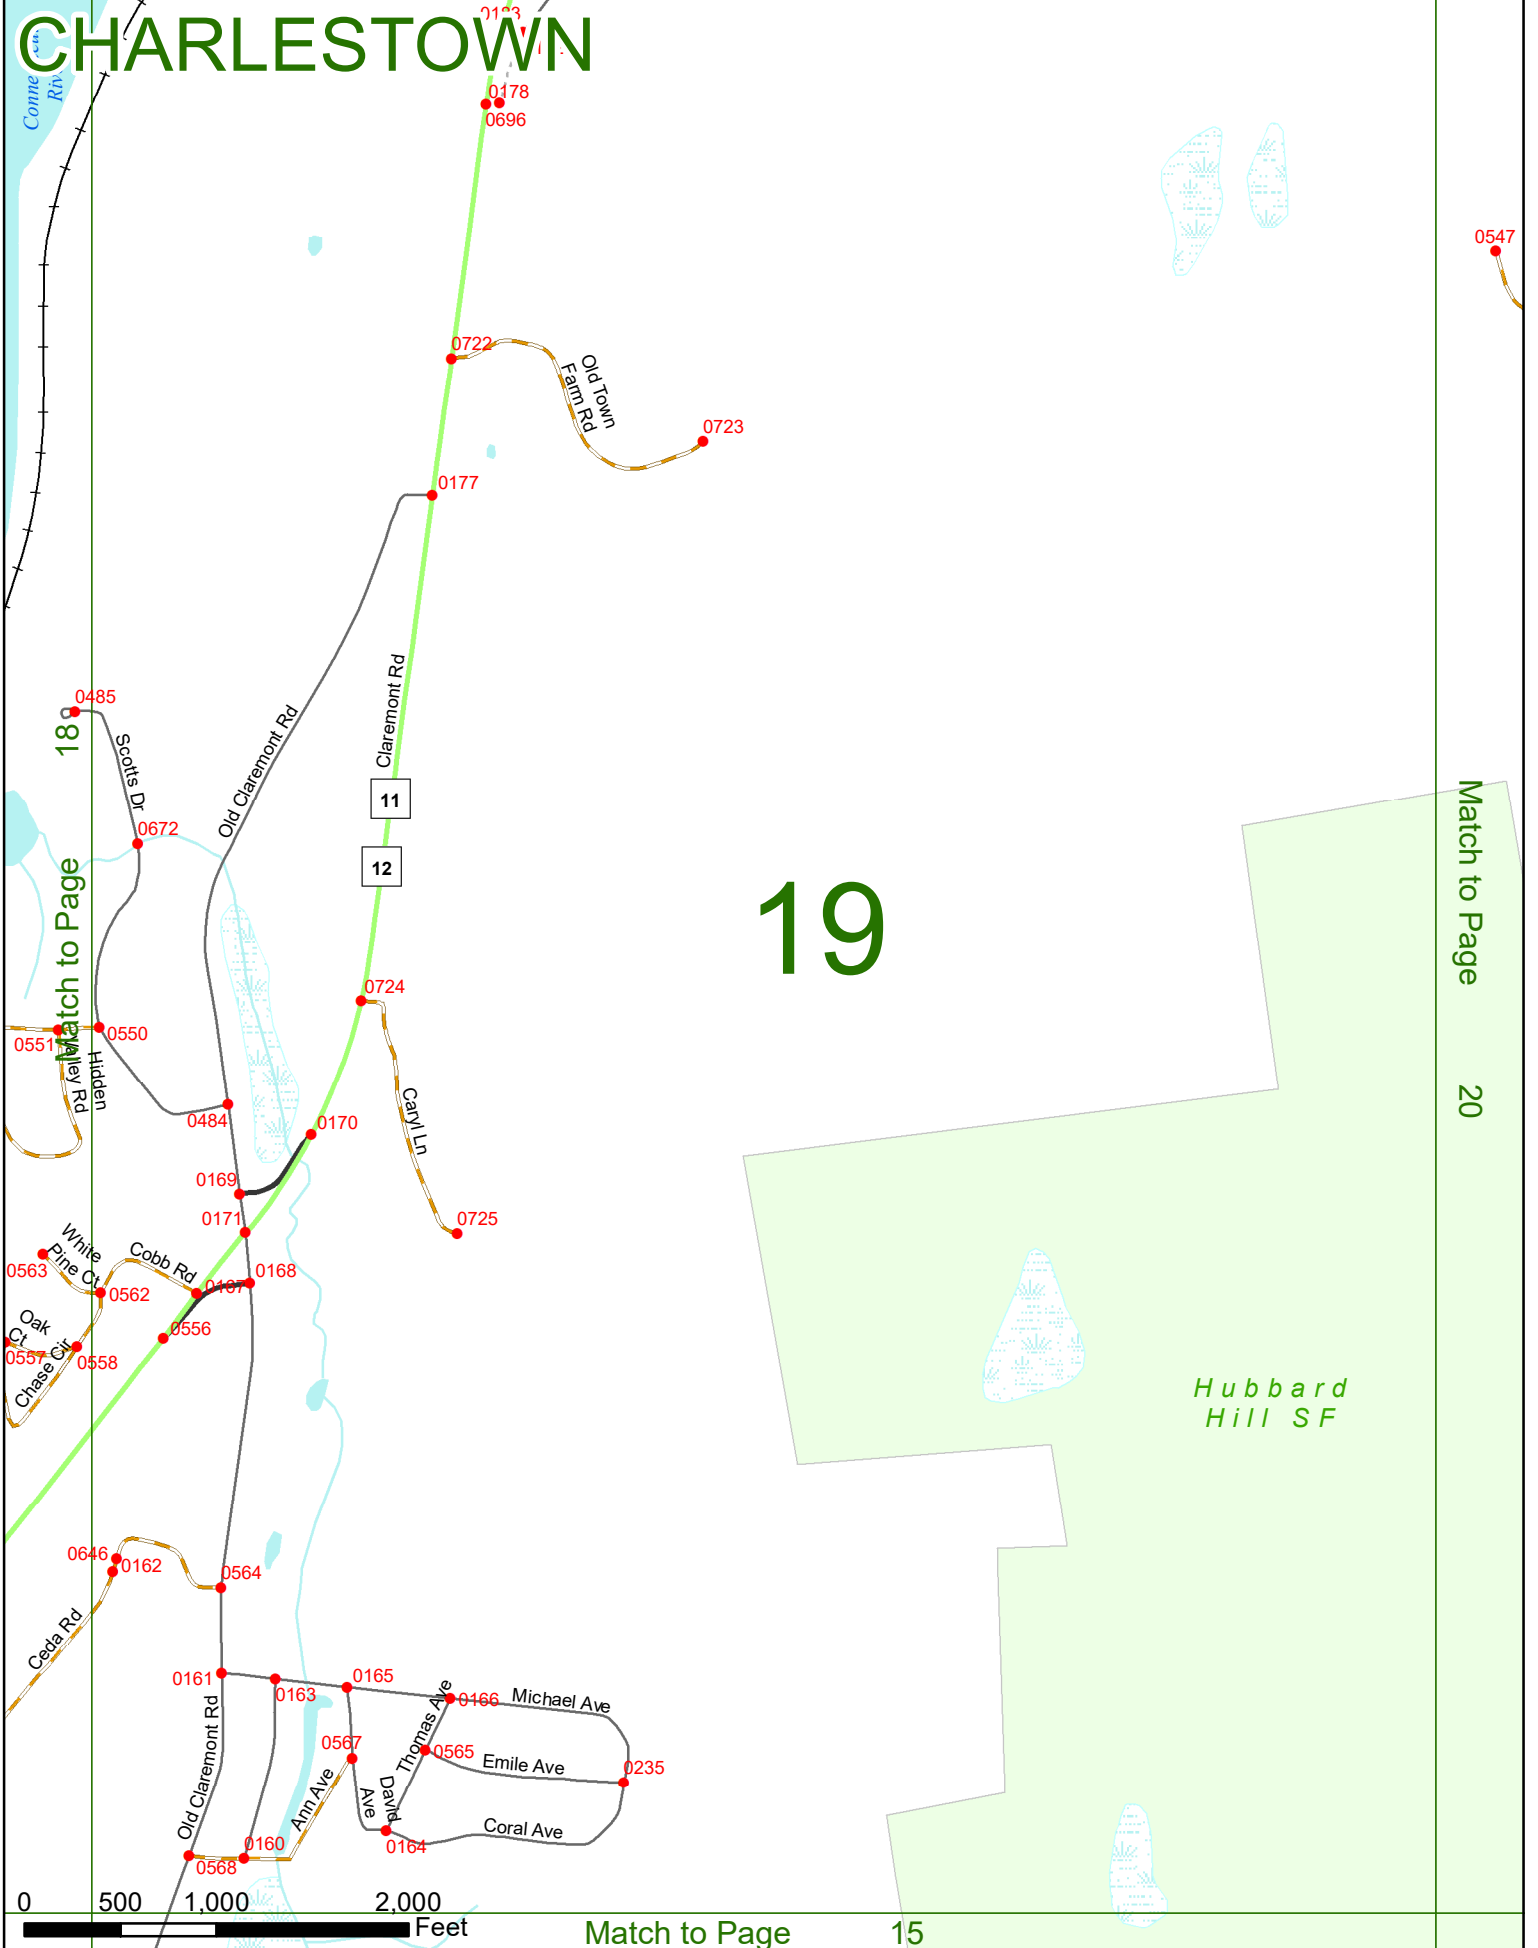 0123
CHARLESTOWN
0178
0696
0547
0722
Old Town
Farm Rd
0723
0177
Claremont Rd
0485
18
Scotts Dr
Old Claremont Rd
11
Match to Page
0672
12
Match to Page
19
0724
0551
0550
Hidden
Valley Rd
20
0484
Caryl Ln
0170
0169
0171
0725
White
Pine Ct
Cobb Rd
0563
0168
0562
0167
Oak
Ct
0556
0557
0558
Chase Cir
Hubbard
Hill SF
0646
0162
0564
Ceda Rd
0161
0165
0163
0166
Michael Ave
Thomas Ave
Old Claremont Rd
0567
0565
Emile Ave
0235
Ann Ave
David
Ave
Coral Ave
0160
0164
0568
0 500 1,000 2,000
Feet
Match to Page 15